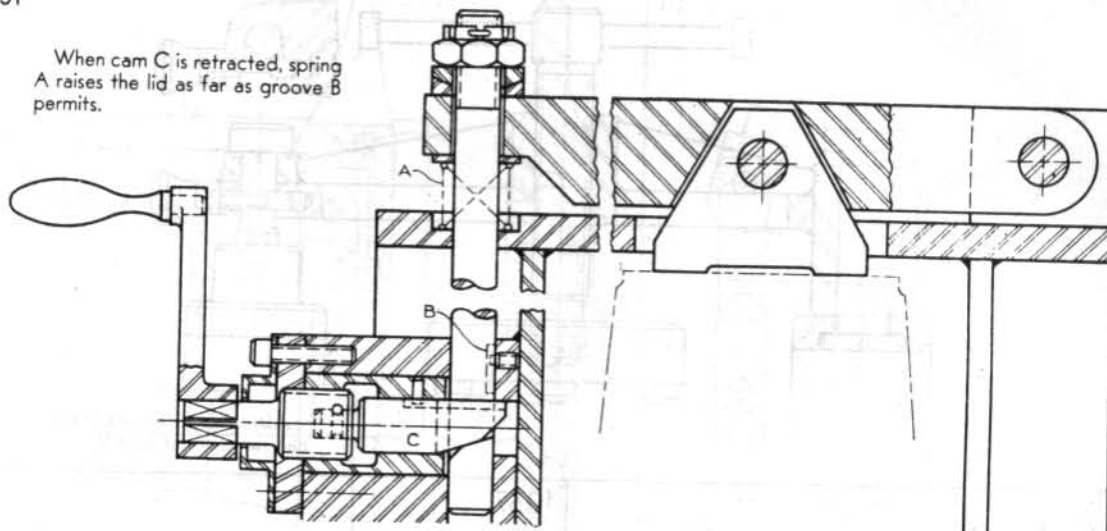 When cam C is retracted, spring
A raises the lid as far as groove B
permits.
A
B
C